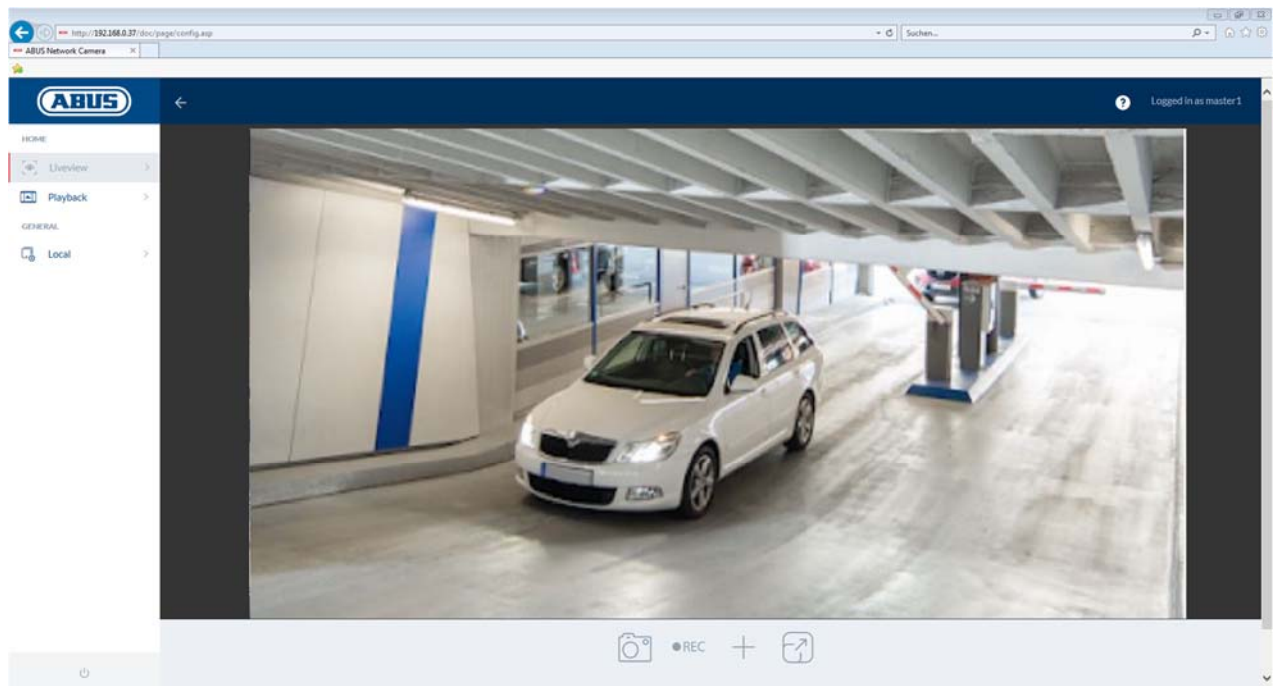 http://192.168.0.37/doc/page/config.asp
Suchen...
ABUS Network Camera
ABUS
Logged in as master1
HOME
Liveview
Playback
GENERAL
Local
REC